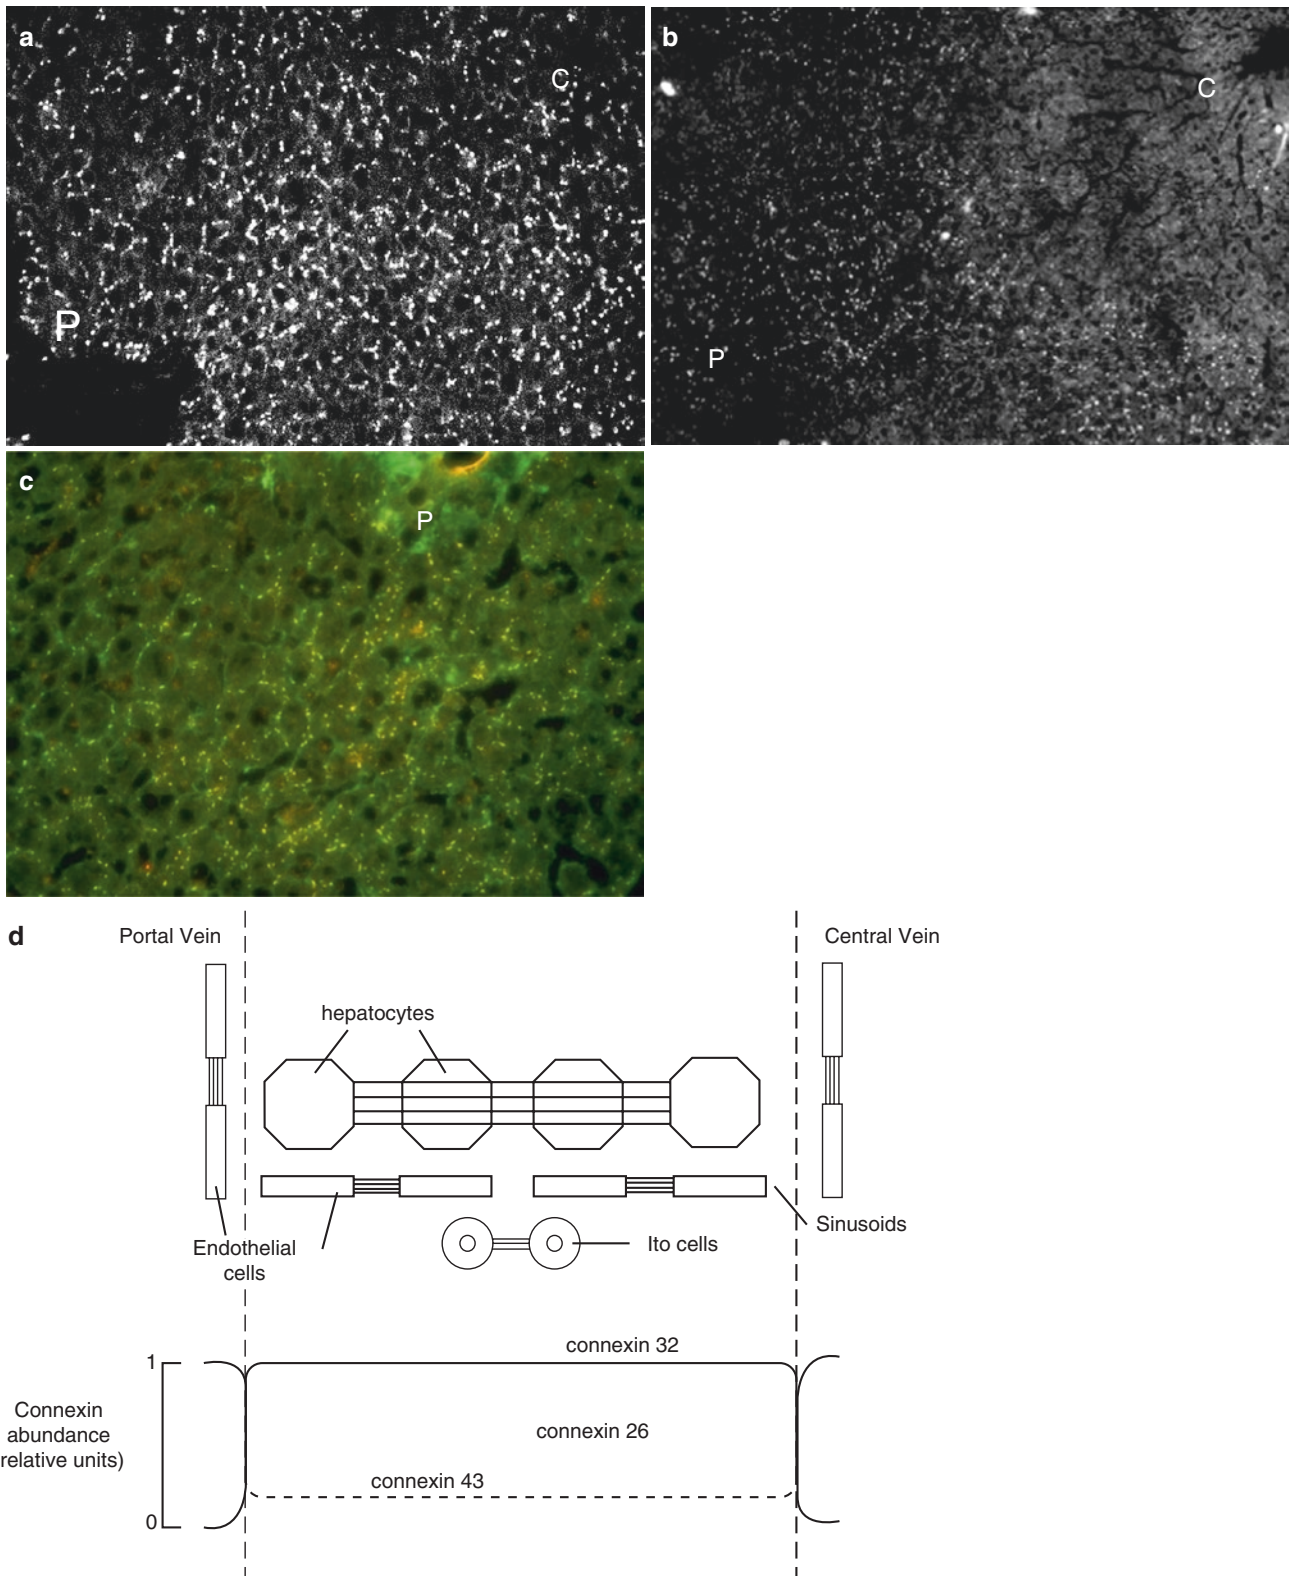 a
C
P
b
C
P
c
P
d
Portal Vein
Central Vein
hepatocytes
Sinusoids
Endothelial
cells
Ito cells
connexin 32
1
Connexin
abundance
relative units)
connexin 26
connexin 43
0